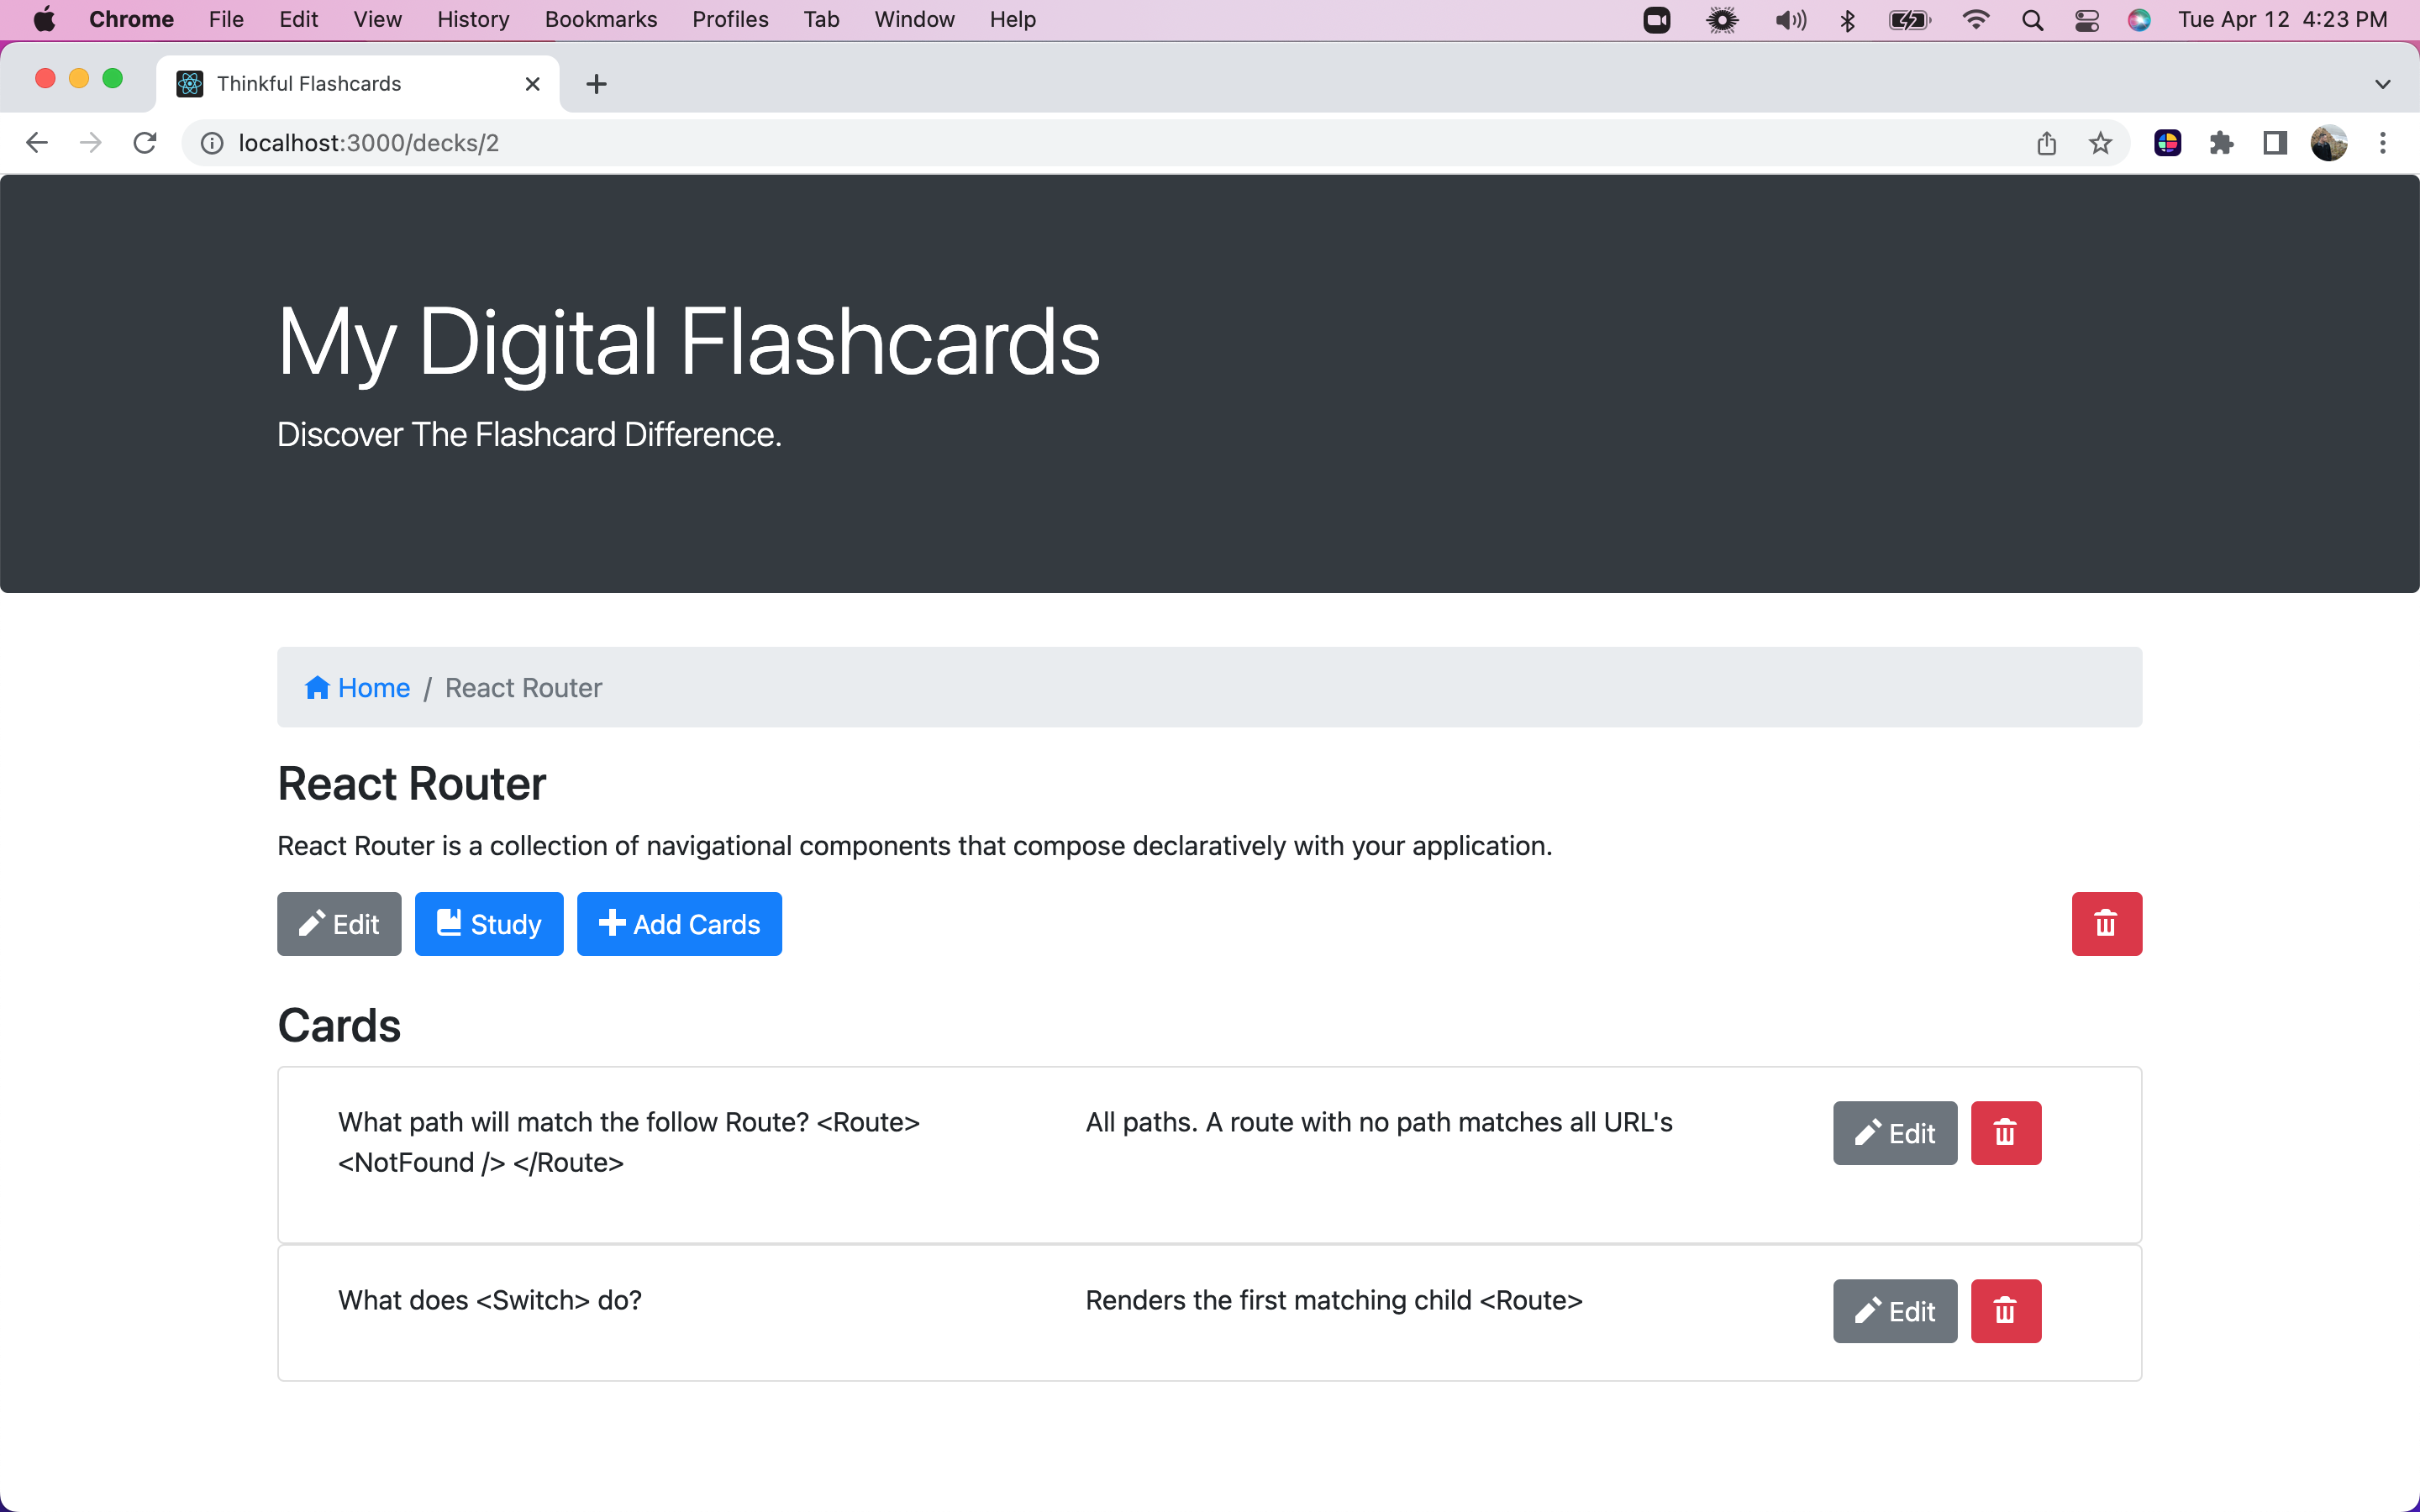 Chrome File Edit View History Bookmarks Profiles Tab Window Help Tue Apr 12 4:23 PM
Thinkful Flashcards
localhost:3000/decks/2
My Digital Flashcards
Discover The Flashcard Difference.
Home / React Router
React Router
React Router is a collection of navigational components that compose declaratively with your application.
Edit Study Add Cards
Cards
What path will match the follow Route? <Route> All paths. A route with no path matches all URL's Edit
<NotFound /> </Route>
What does <Switch> do? Renders the first matching child <Route> Edit